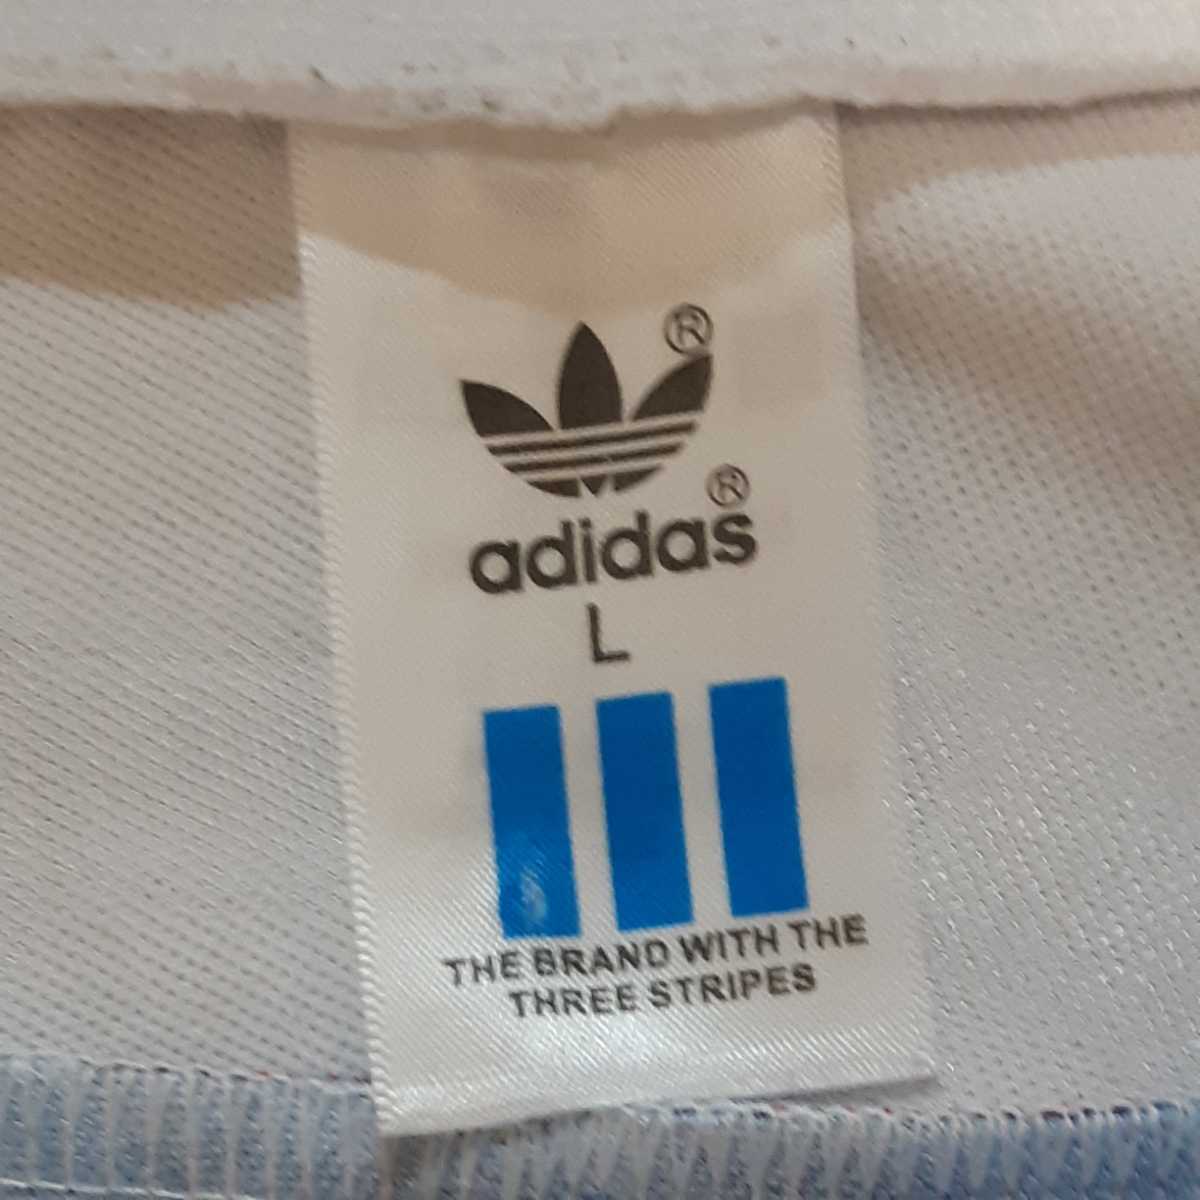 ®
®
adidas
L
THE BRAND WITH THE
THREE STRIPES